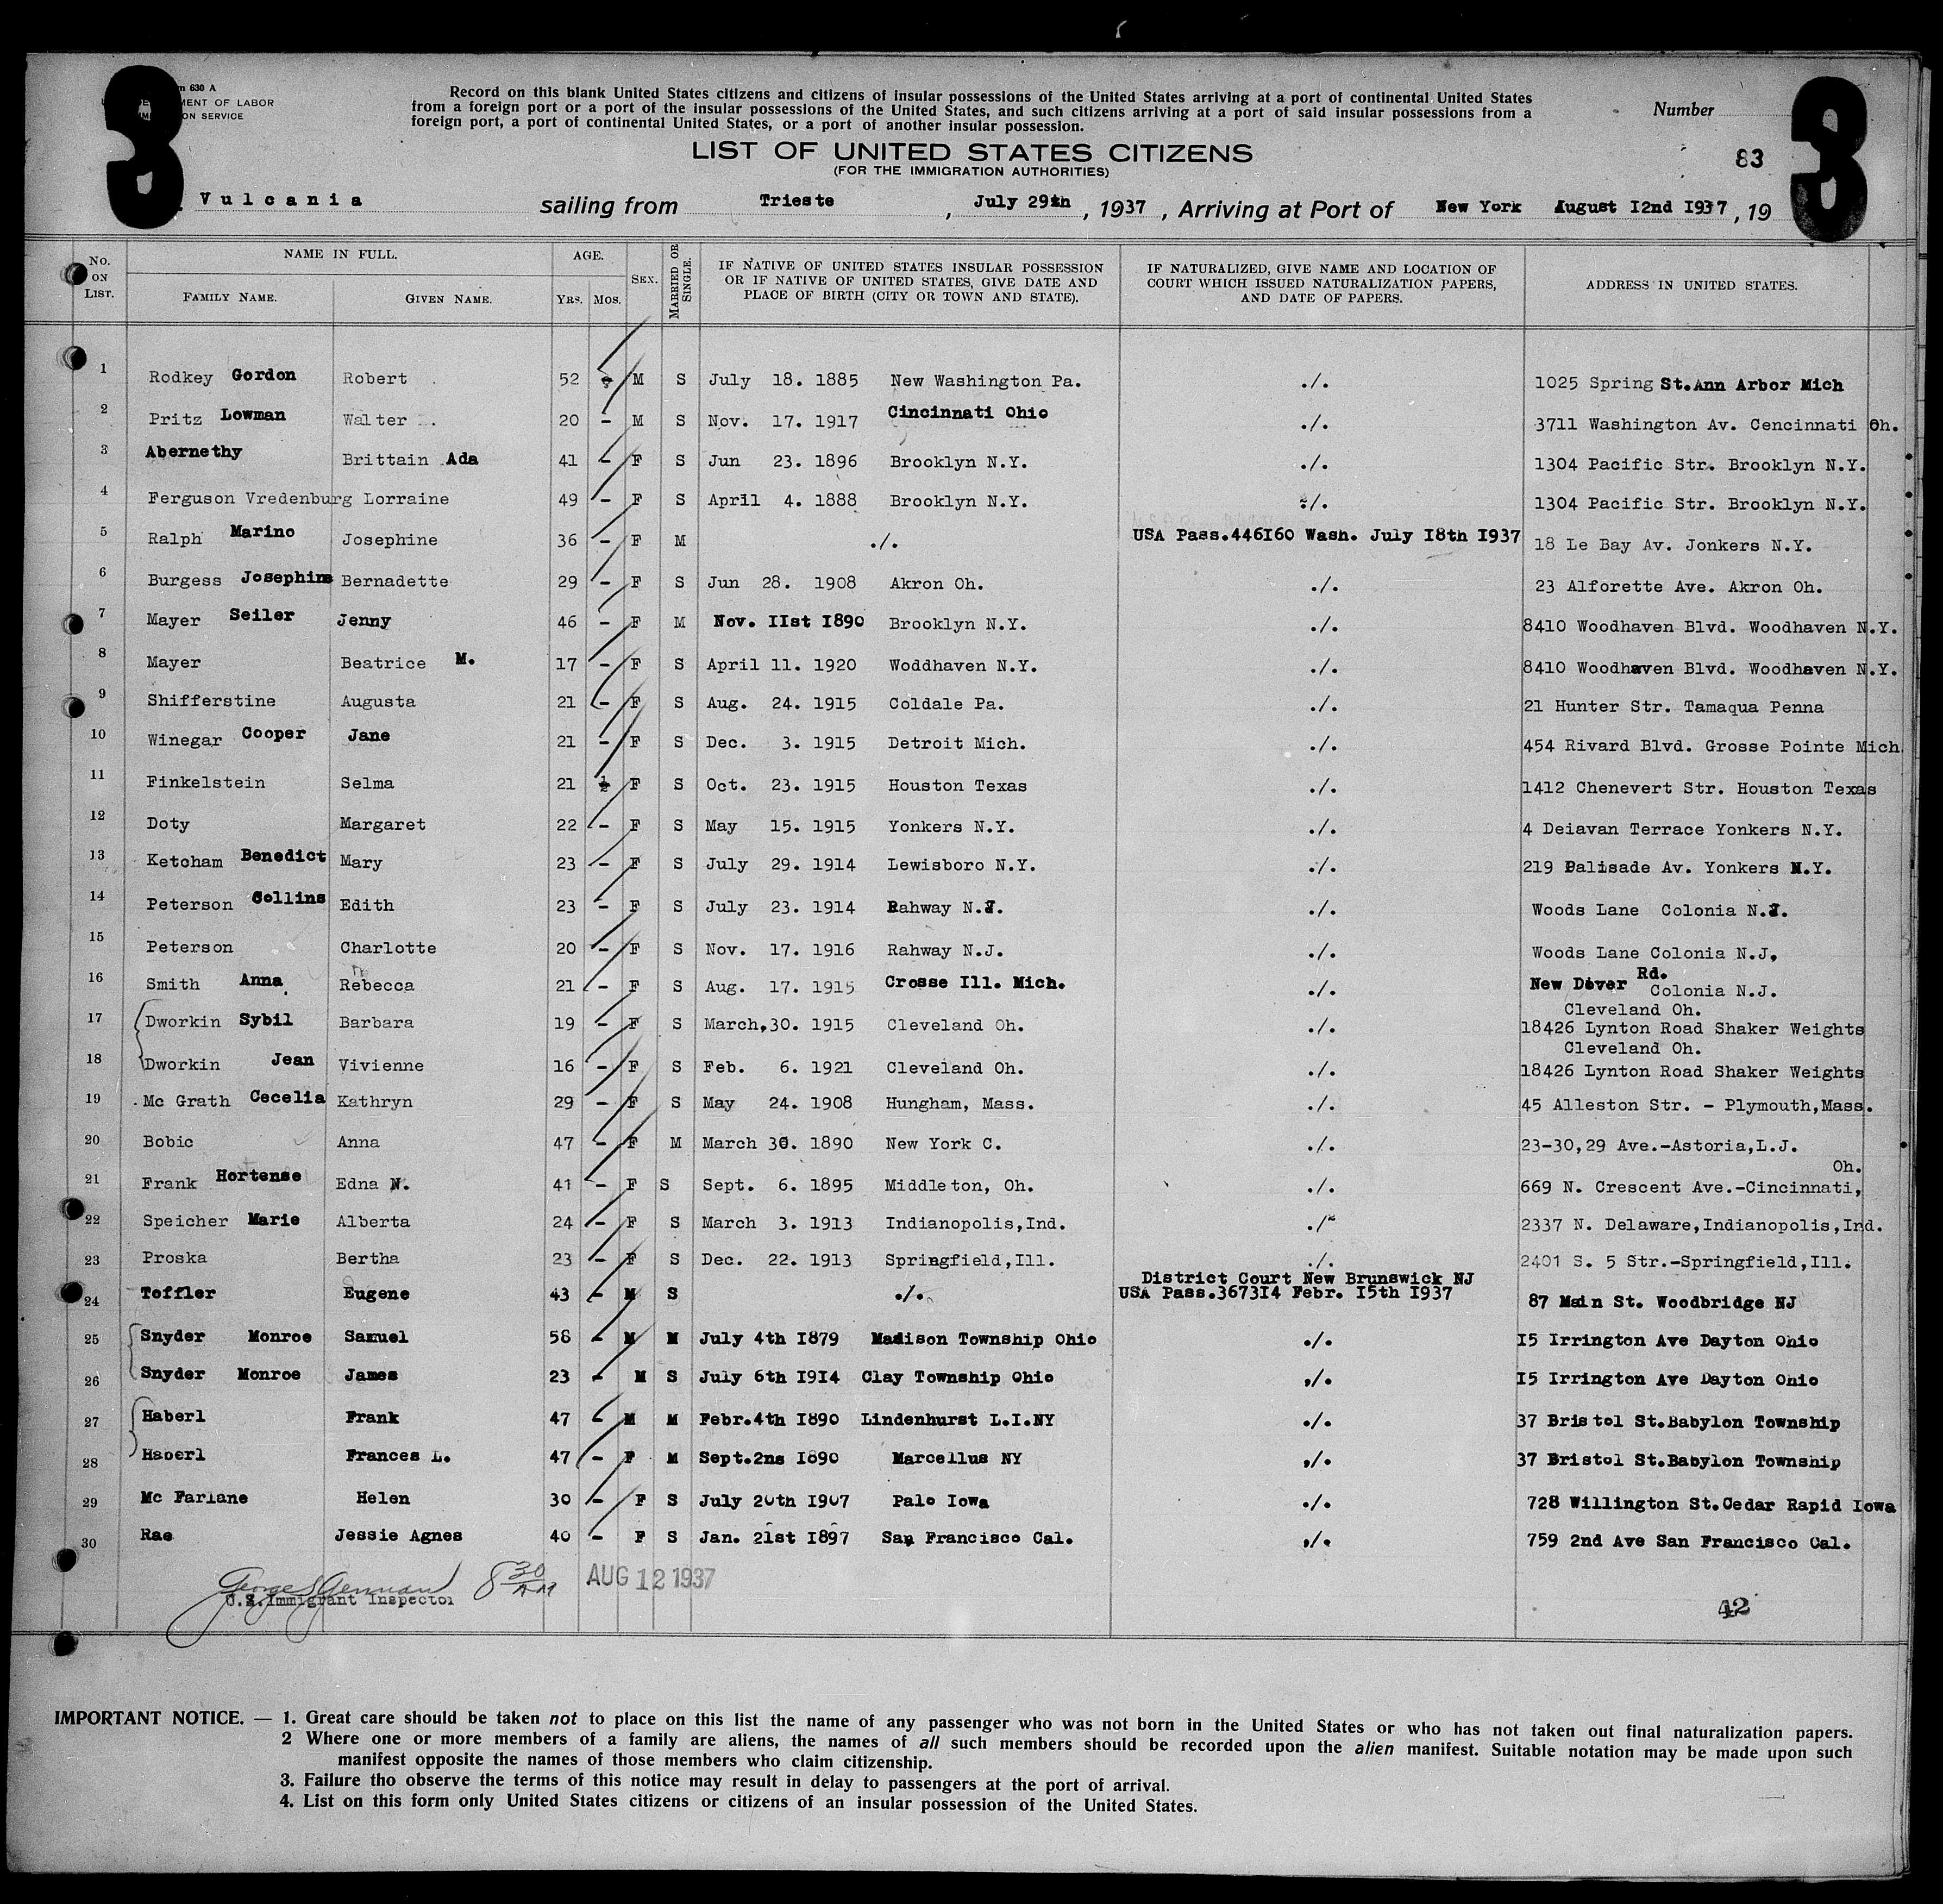 3
3
m 630 A
MENT OF LABOR
ON SERVICE
Record on this blank United States citizens and citizens of insular possessions of the United States arriving at a port of continental United States
from a foreign port or a port of the insular possessions of the United States, and such citizens arriving at a port of said insular possessions from a
foreign port, a port of continental United States, or a port of another insular possession.
Number
LIST OF UNITED STATES CITIZENS
(FOR THE IMMIGRATION AUTHORITIES)
83
Vulcania sailing from Trieste , July 29th , 1937 , Arriving at Port of New York August I2nd I937 , 19
No. ON LIST.
NAME IN FULL.
FAMILY NAME.
GIVEN NAME.
AGE.
YRS. MOS.
SEX.
MARRIED OR SINGLE.
IF NATIVE OF UNITED STATES INSULAR POSSESSION
OR IF NATIVE OF UNITED STATES, GIVE DATE AND
PLACE OF BIRTH (CITY OR TOWN AND STATE).
IF NATURALIZED, GIVE NAME AND LOCATION OF
COURT WHICH ISSUED NATURALIZATION PAPERS,
AND DATE OF PAPERS.
ADDRESS IN UNITED STATES.
1 Rodkey Gordon Robert 52 M S July 18. 1885 New Washington Pa. ./. 1025 Spring St.Ann Arbor Mich
2 Pritz Lowman Walter 20 - M S Nov. 17. 1917 Cincinnati Ohio ./. 3711 Washington Av. Cencinnati Oh.
3 Abernethy Brittain Ada 41 - F S Jun 23. 1896 Brooklyn N.Y. ./. 1304 Pacific Str. Brooklyn N.Y.
4 Ferguson Vredenburg Lorraine 49 - F S April 4. 1888 Brooklyn N.Y. ./. 1304 Pacific Str. Brooklyn N.Y.
5 Ralph Marino Josephine 36 - F M ./. USA Pass.446I60 Wash. July I8th I937 18 Le Bay Av. Jonkers N.Y.
6 Burgess Josephine Bernadette 29 - F S Jun 28. 1908 Akron Oh. ./. 23 Alforette Ave. Akron Oh.
7 Mayer Seiler Jenny 46 - F M Nov. IIst I890 Brooklyn N.Y. ./. 8410 Woodhaven Blvd. Woodhaven N.Y.
8 Mayer Beatrice M. 17 - F S April 11. 1920 Woddhaven N.Y. ./. 8410 Woodhaven Blvd. Woodhaven N.Y.
9 Shifferstine Augusta 21 - F S Aug. 24. 1915 Coldale Pa. ./. 21 Hunter Str. Tamaqua Penna
10 Winegar Cooper Jane 21 - F S Dec. 3. 1915 Detroit Mich. ./. 454 Rivard Blvd. Grosse Pointe Mich
11 Finkelstein Selma 21 F S Oct. 23. 1915 Houston Texas ./. 1412 Chenevert Str. Houston Texas
12 Doty Margaret 22 - F S May 15. 1915 Yonkers N.Y. ./. 4 Deiavan Terrace Yonkers N.Y.
13 Ketcham Benedict Mary 23 - F S July 29. 1914 Lewisboro N.Y. ./. 219 Palisade Av. Yonkers N.Y.
14 Peterson Collins Edith 23 - F S July 23. 1914 Rahway N.J. ./. Woods Lane Colonia N.J.
15 Peterson Charlotte 20 - F S Nov. 17. 1916 Rahway N.J. ./. Woods Lane Colonia N.J.
16 Smith Anna Rebecca 21 - F S Aug. 17. 1915 Crosse Ill. Mich. ./. New Dover Rd. Colonia N.J.
Cleveland Oh.
17 Dworkin Sybil Barbara 19 - F S March,30. 1915 Cleveland Oh. ./. 18426 Lynton Road Shaker Weights
Cleveland Oh.
18 Dworkin Jean Vivienne 16 - F S Feb. 6. 1921 Cleveland Oh. ./. 18426 Lynton Road Shaker Weights
19 Mc Grath Cecelia Kathryn 29 - F S May 24. 1908 Hungham, Mass. ./. 45 Alleston Str. - Plymouth,Mass.
20 Bobic Anna 47 - F M March 30. 1890 New York C. ./. 23-30,29 Ave.-Astoria,L.J.
Oh.
21 Frank Hortense Edna N. 41 - F S Sept. 6. 1895 Middleton, Oh. ./. 669 N. Crescent Ave.-Cincinnati,
22 Speicher Marie Alberta 24 - F S March 3. 1913 Indianopolis,Ind. ./. 2337 N. Delaware,Indianopolis,Ind.
23 Proska Bertha 23 - F S Dec. 22. 1913 Springfield,Ill. ./. 2401 S. 5 Str.-Springfield,Ill.
District Court New Brunswick NJ
24 Toffler Eugene 43 - M S ./. USA Pass.3673I4 Febr. I5th I937 87 Main St. Woodbridge NJ
25 Snyder Monroe Samuel 58 - M M July 4th I879 Madison Township Ohio ./. I5 Irrington Ave Dayton Ohio
26 Snyder Monroe James 23 - M S July 6th I9I4 Clay Township Ohio ./. I5 Irrington Ave Dayton Ohio
27 Haberl Frank 47 - M M Febr.4th I890 Lindenhurst L.I.NY ./. 37 Bristol St.Babylon Township
28 Haberl Frances L. 47 - F M Sept.2ns I890 Marcellus NY ./. 37 Bristol St.Babylon Township
29 Mc Farlane Helen 30 - F S July 20th I907 Palo Iowa ./. 728 Willington St.Cedar Rapid Iowa
30 Rae Jessie Agnes 40 - F S Jan. 2Ist I897 San Francisco Cal. ./. 759 2nd Ave San Francisco Cal.
8 30 AM AUG 12 1937
U.S.Immigrant Inspector
42
IMPORTANT NOTICE. — 1. Great care should be taken not to place on this list the name of any passenger who was not born in the United States or who has not taken out final naturalization papers.
2 Where one or more members of a family are aliens, the names of all such members should be recorded upon the alien manifest. Suitable notation may be made upon such
manifest opposite the names of those members who claim citizenship.
3. Failure tho observe the terms of this notice may result in delay to passengers at the port of arrival.
4. List on this form only United States citizens or citizens of an insular possession of the United States.